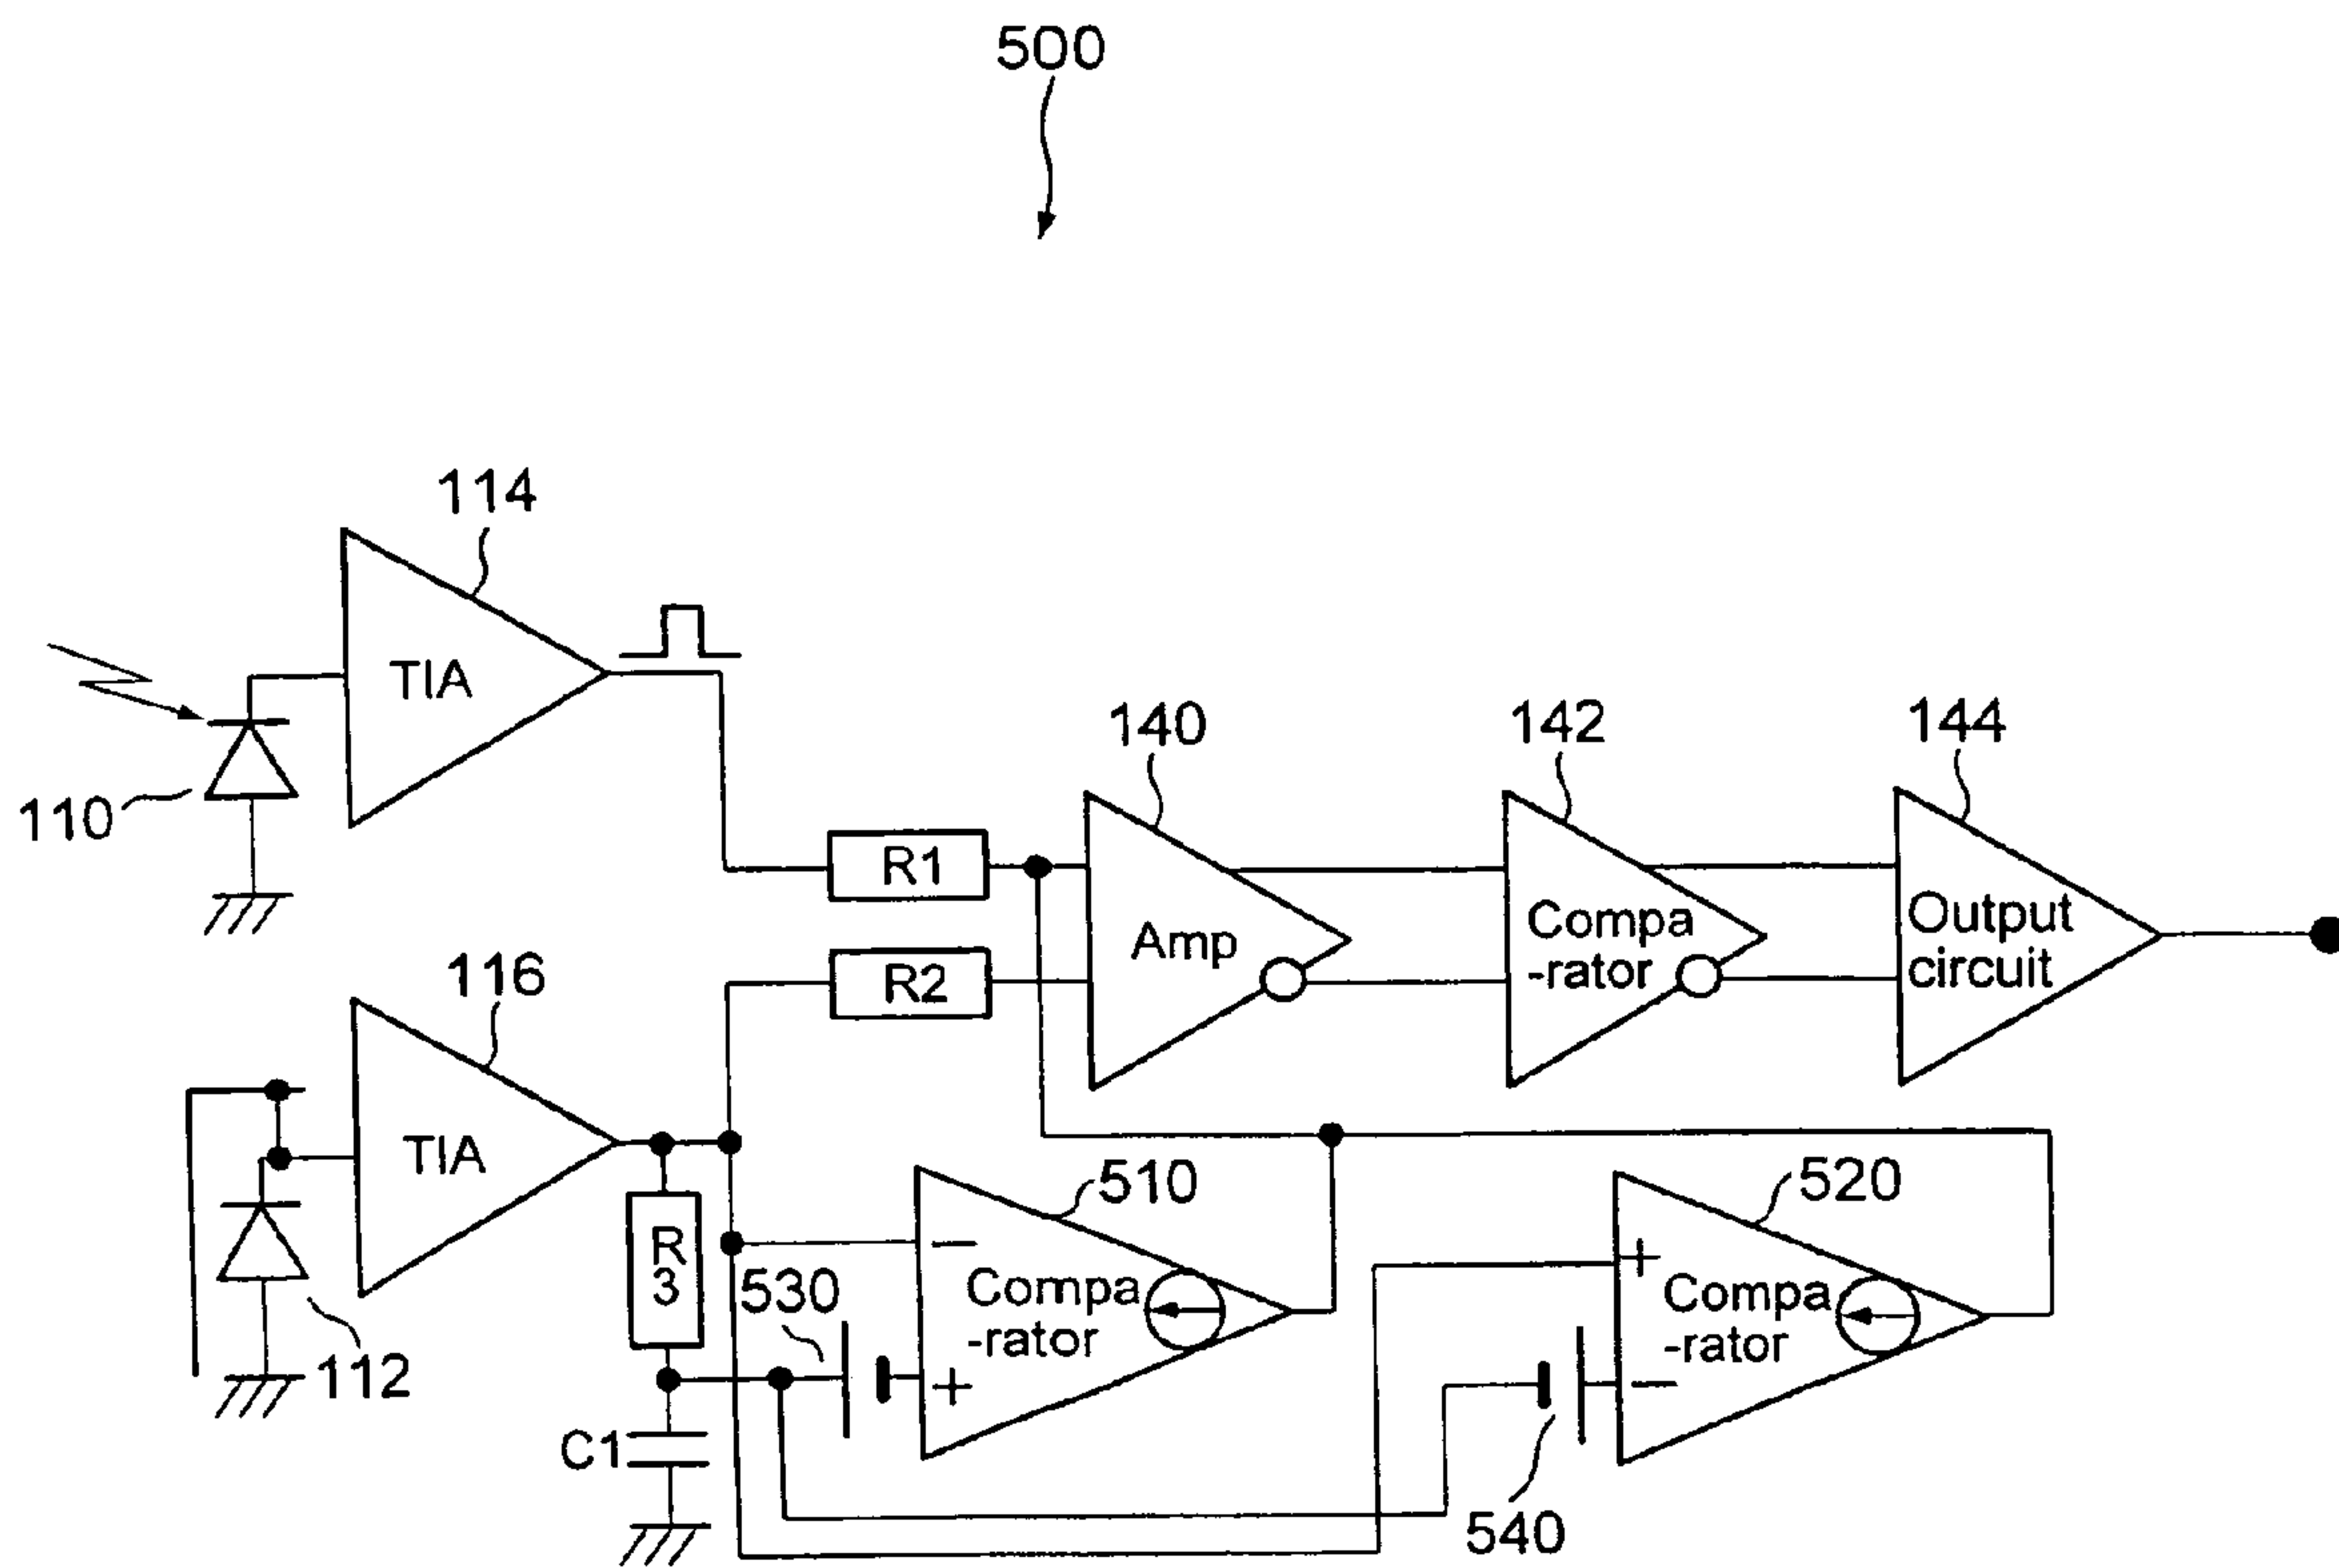 500
114
TIA
110
140
142
144
R1
Amp
Compa
-rator
Output
circuit
R2
116
TIA
112
R
3
C1
530
510
-
Compa
-rator
+
520
+
Compa
-rator
-
540